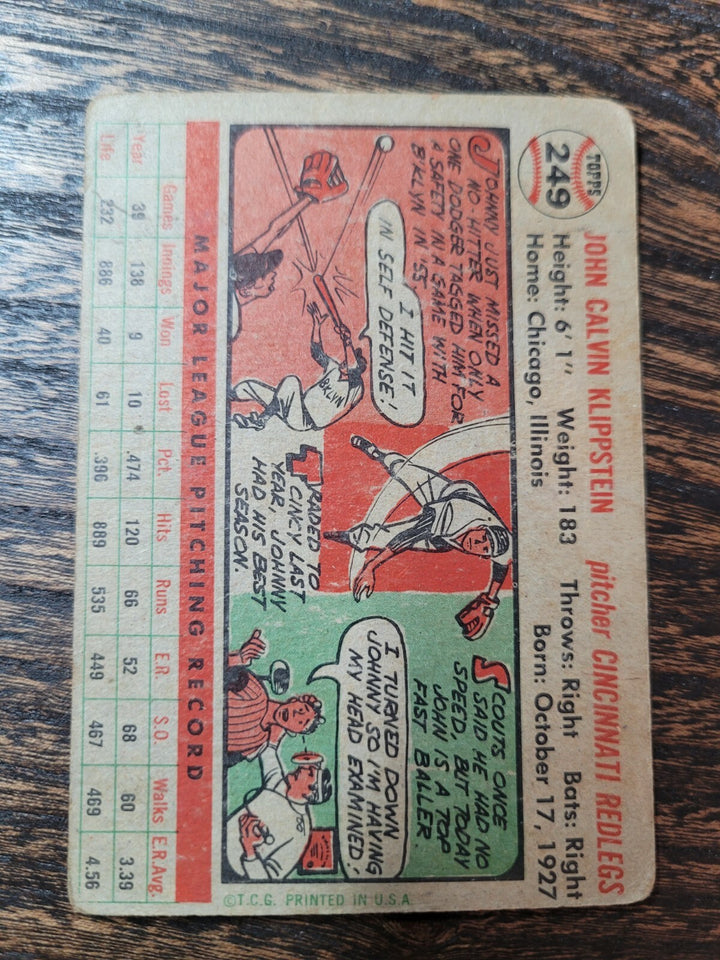 TOPPS
249
JOHN CALVIN KLIPPSTEIN pitcher CINCINNATI REDLEGS
Height: 6' 1" Weight: 183 Throws: Right Bats: Right
Home: Chicago, Illinois Born: October 17, 1927
JOHNNY JUST MISSED A
NO HITTER WHEN ONLY
ONE DODGER TAGGED HIM FOR
A SAFETY IN A GAME WITH
B'KLYN IN '55.
I HIT IT
IN SELF DEFENSE!
BKLYN
TRADED TO
CINCY LAST
YEAR, JOHNNY
HAD HIS BEST
SEASON.
SCOUTS ONCE
SAID HE HAD NO
SPEED, BUT TODAY
JOHN IS A TOP
FAST BALLER.
I TURNED DOWN
JOHNNY SO I'M HAVING
MY HEAD EXAMINED!
MAJOR LEAGUE PITCHING RECORD
Games Innings Won Lost Pct. Hits Runs E.R. S.O. Walks E.R.Avg.
Year 39 138 9 10 .474 120 66 52 68 60 3.39
Life 232 886 40 61 .396 889 535 449 467 469 4.56
©T.C.G. PRINTED IN U.S.A.